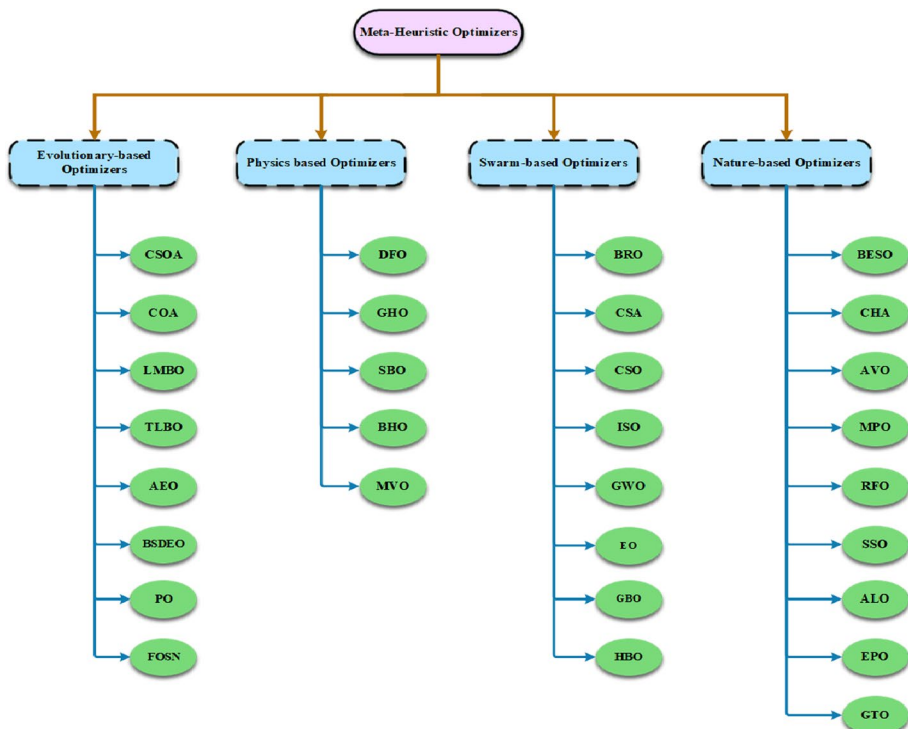 Meta-Heuristic Optimizers
Evolutionary-based
Optimizers
Physics based Optimizers
Swarm-based Optimizers
Nature-based Optimizers
CSOA
COA
LMBO
TLBO
AEO
BSDEO
PO
FOSN
DFO
GHO
SBO
BHO
MVO
BRO
CSA
CSO
ISO
GWO
EO
GBO
HBO
BESO
CHA
AVO
MPO
RFO
SSO
ALO
EPO
GTO